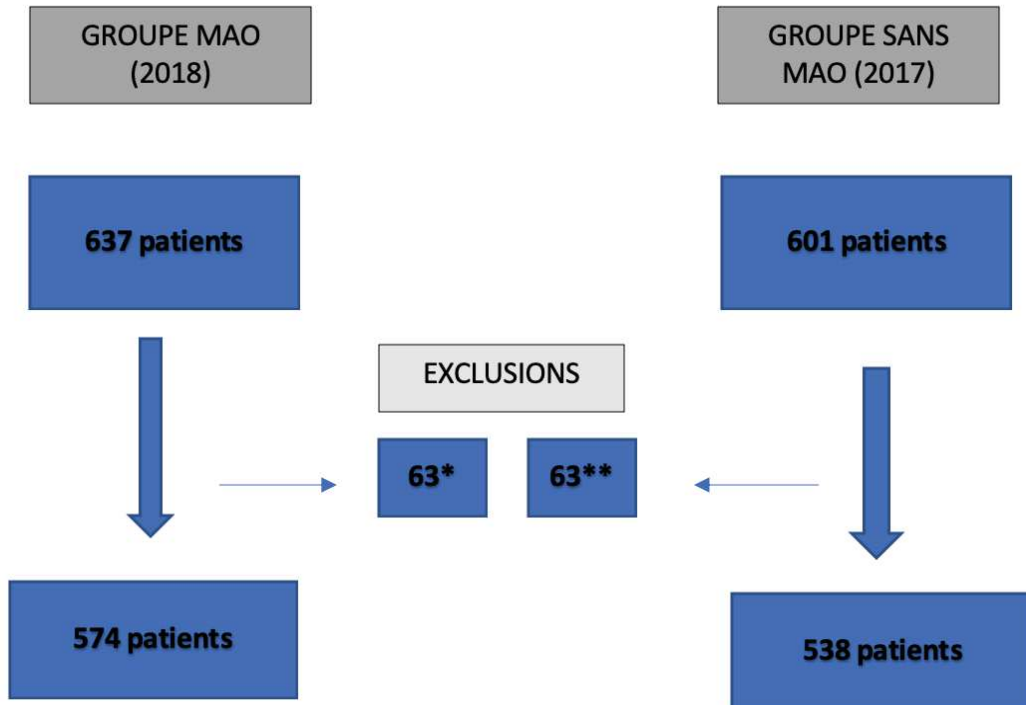 GROUPE MAO
(2018)
GROUPE SANS
MAO (2017)
637 patients
601 patients
EXCLUSIONS
63*
63**
574 patients
538 patients